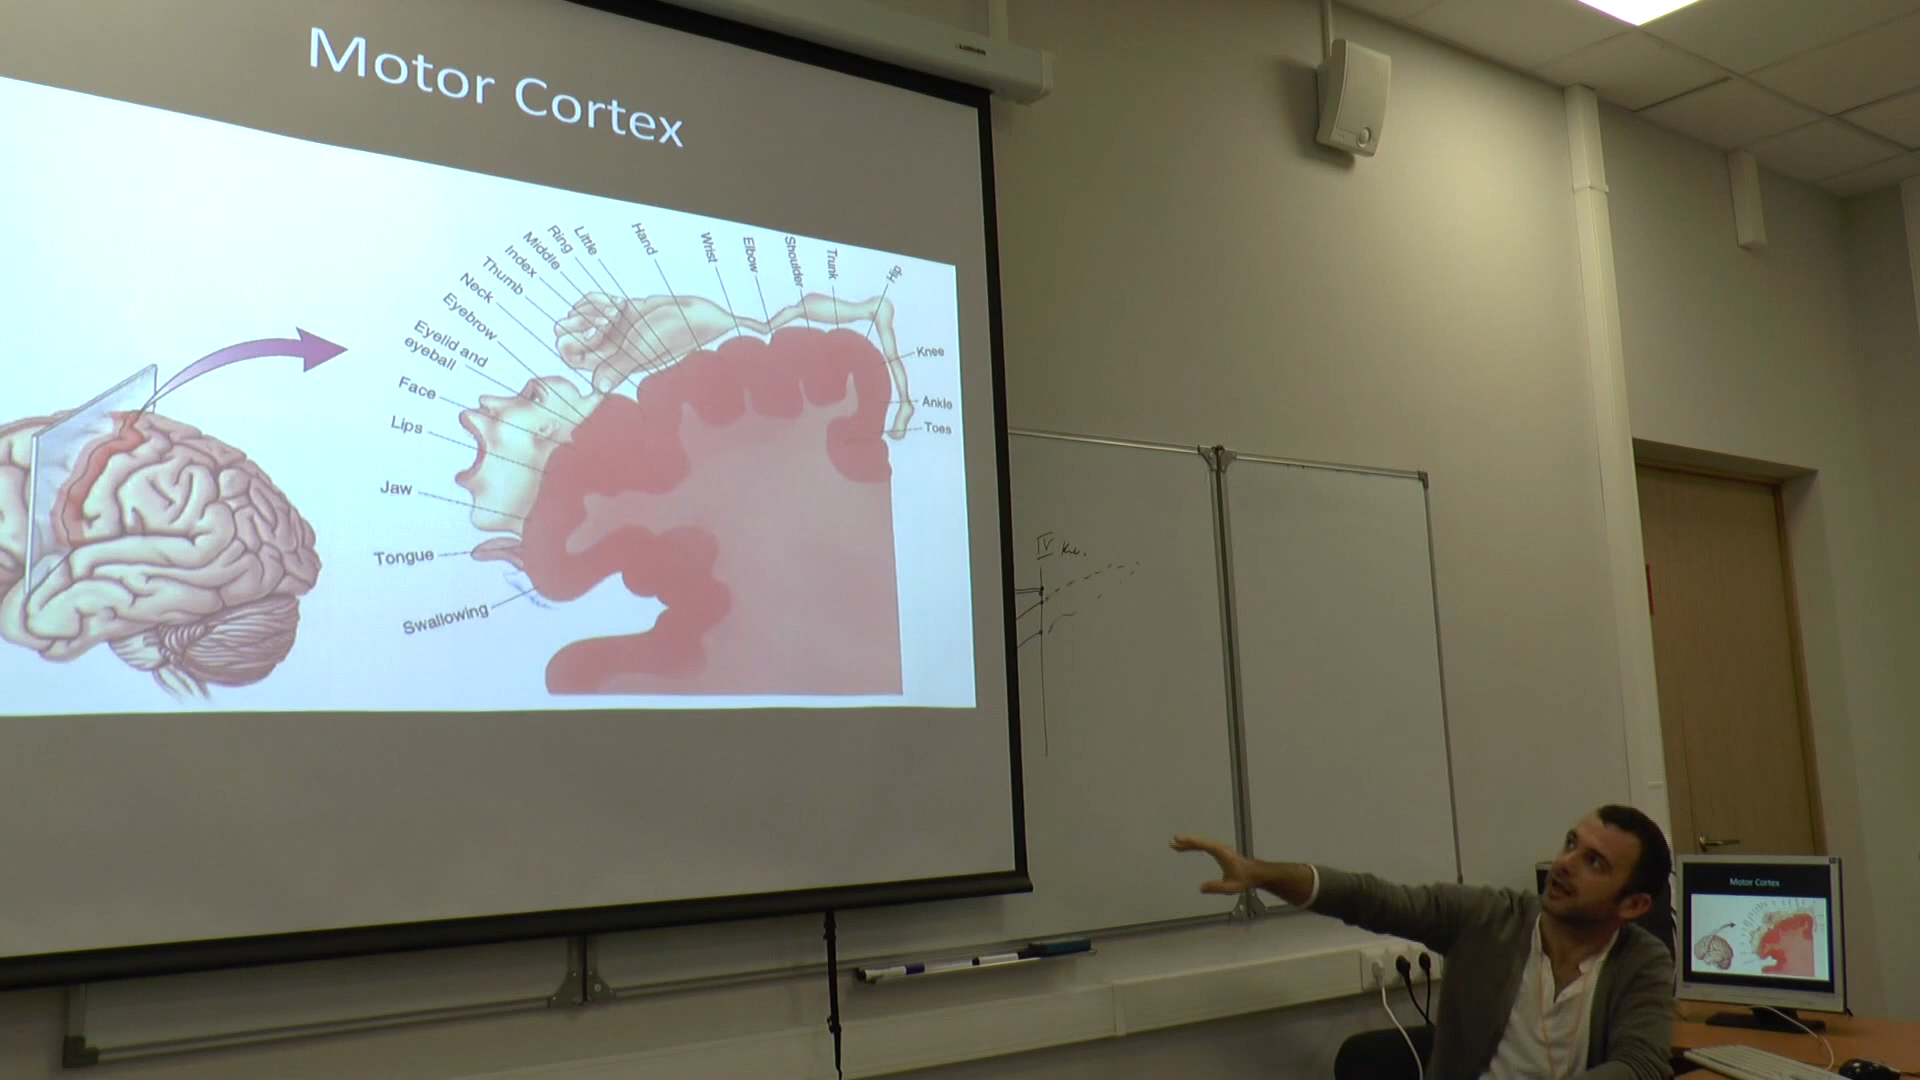 Motor Cortex
Little
Ring
Middle
Index
Thumb
Neck
Eyebrow
Eyelid and
eyeball
Face
Lips
Jaw
Tongue
Swallowing
Hand
Wrist
Elbow
Shoulder
Trunk
Hip
Knee
Ankle
Toes
IV
Motor Cortex